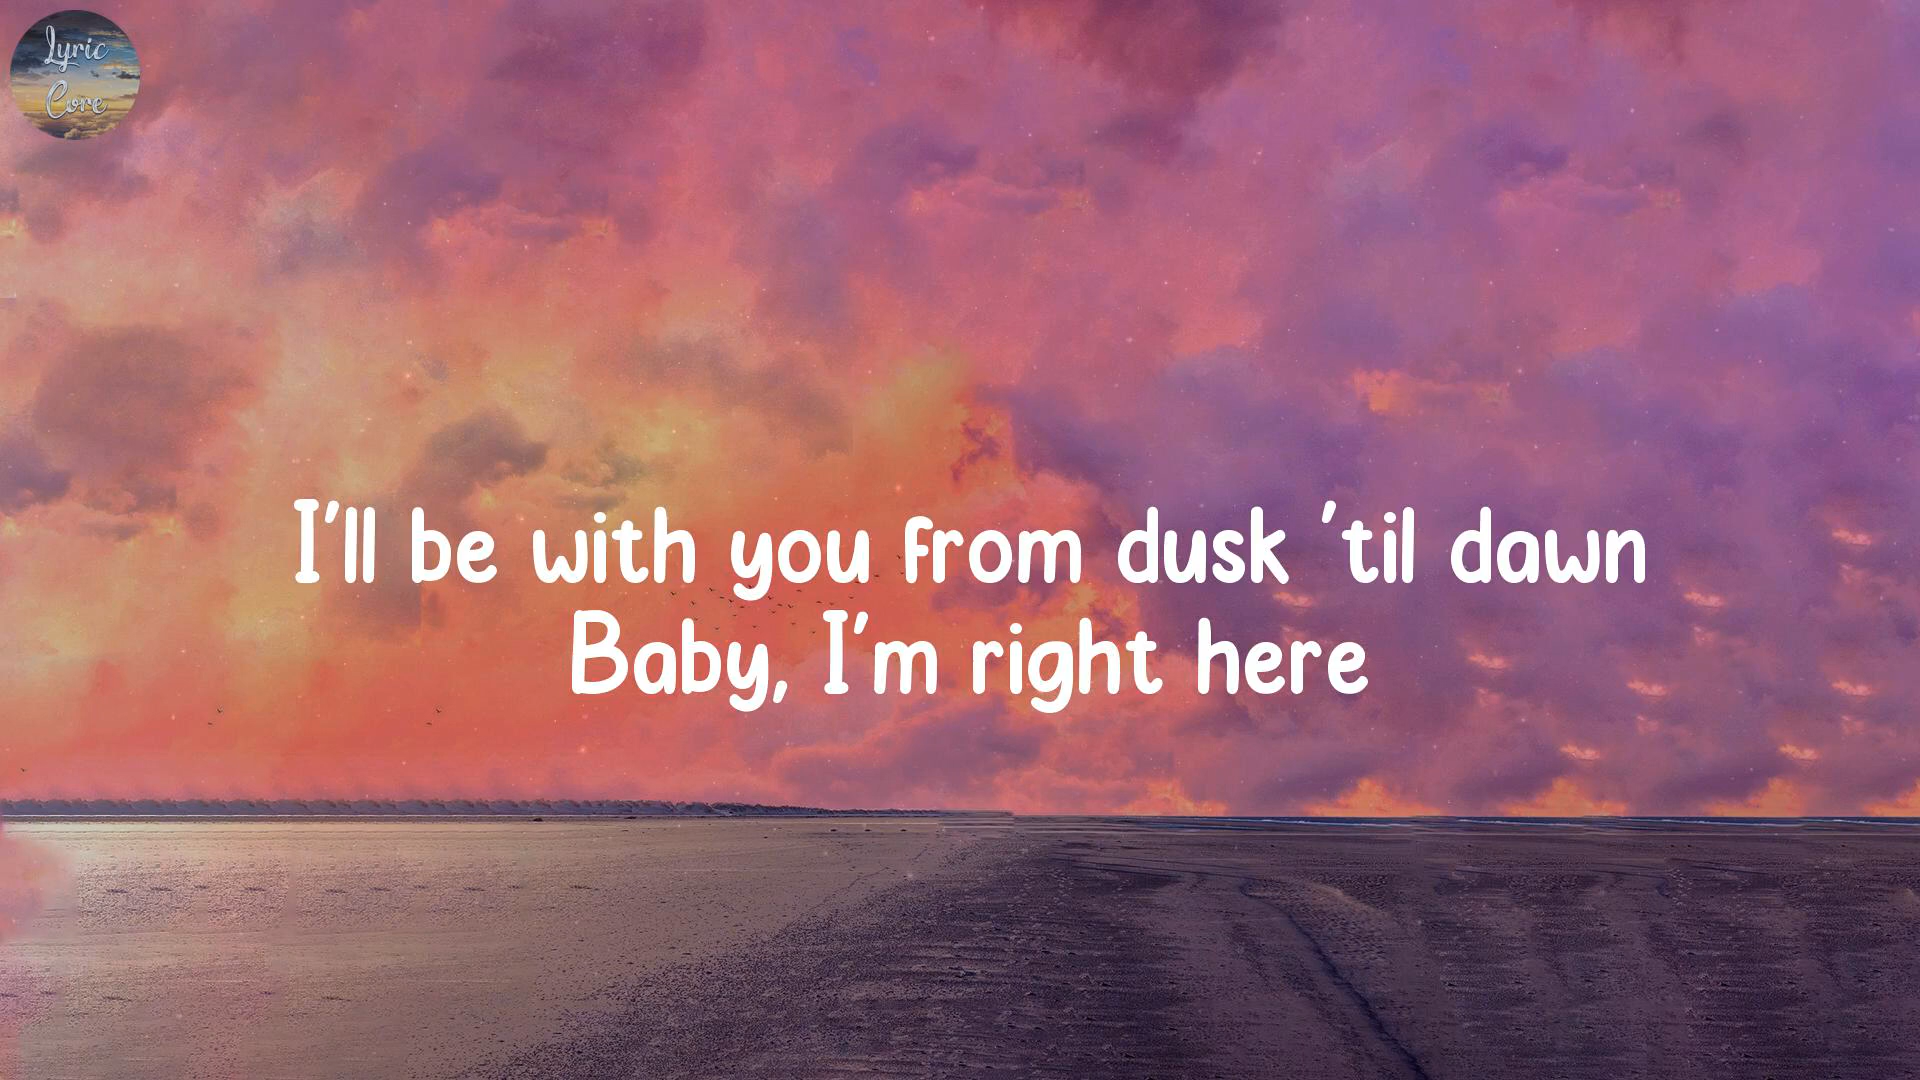 Lyric
Core
I'll be with you from dusk 'til dawn
Baby, I'm right here